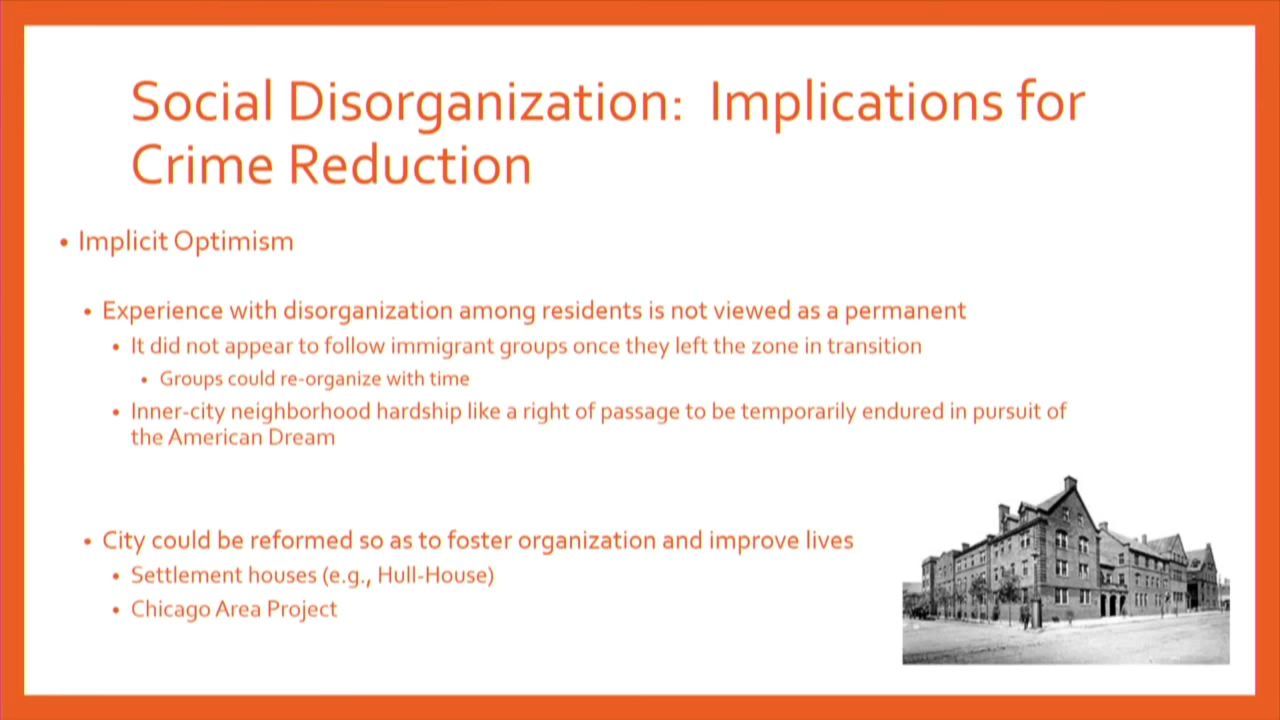 Social Disorganization:  Implications for
Crime Reduction
• Implicit Optimism
• Experience with disorganization among residents is not viewed as a permanent
• It did not appear to follow immigrant groups once they left the zone in transition
• Groups could re-organize with time
• Inner-city neighborhood hardship like a right of passage to be temporarily endured in pursuit of
the American Dream
• City could be reformed so as to foster organization and improve lives
• Settlement houses (e.g., Hull-House)
• Chicago Area Project